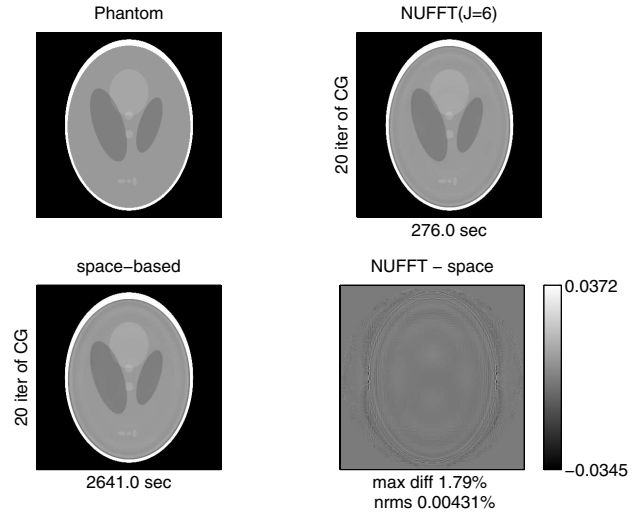 Phantom
NUFFT(J=6)
20 iter of CG
276.0 sec
space−based
NUFFT − space
20 iter of CG
0.0372
−0.0345
2641.0 sec
max diff 1.79%
nrms 0.00431%